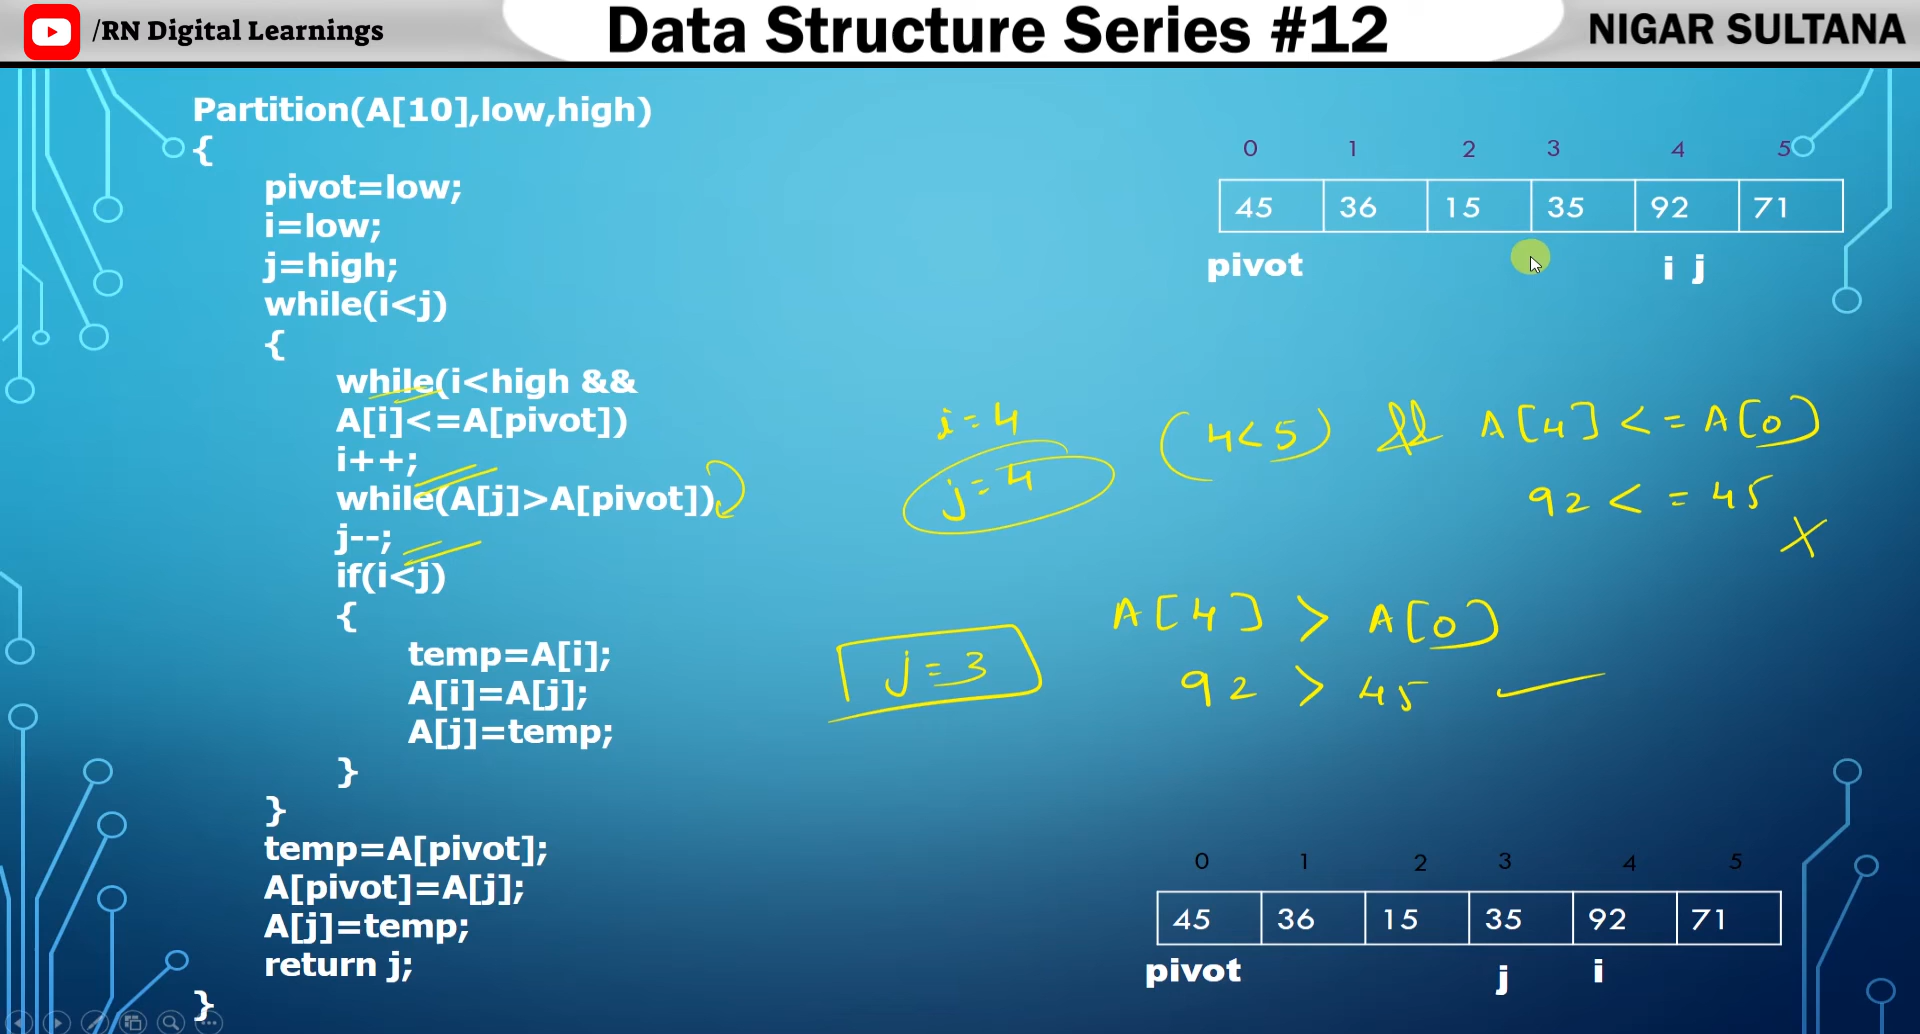 /RN Digital Learnings
Data Structure Series #12
NIGAR SULTANA
Partition(A[10],low,high)
{
pivot=low;
i=low;
j=high;
while(i<j)
{
while(i<high &&
A[i]<=A[pivot])
i++;
while(A[j]>A[pivot])
j--;
if(i<j)
{
temp=A[i];
A[i]=A[j];
A[j]=temp;
}
}
temp=A[pivot];
A[pivot]=A[j];
A[j]=temp;
return j;
}
0 1 2 3 4 5
45 36 15 35 92 71
pivot i j
i=4
j=4
(4<5) && A[4]<=A[0]
92<=45
X
A[4] > A[0]
92 > 45
j=3
0 1 2 3 4 5
45 36 15 35 92 71
pivot j i